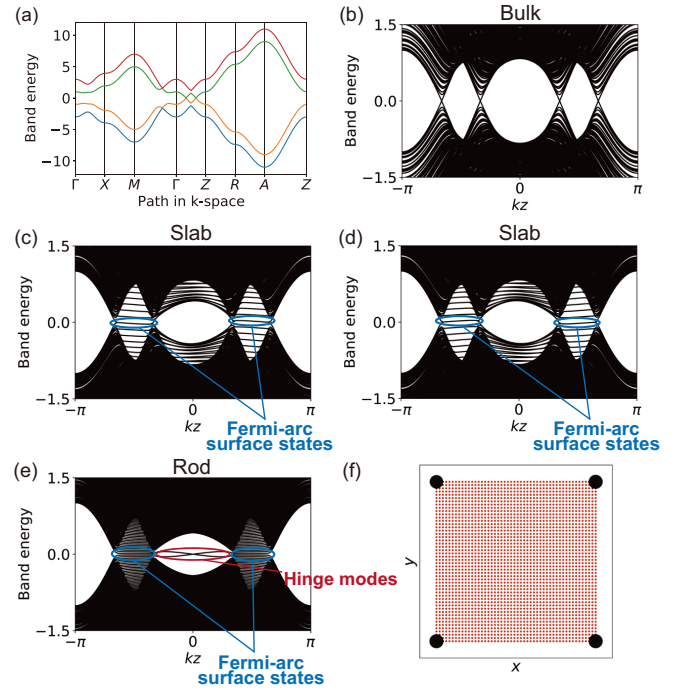 (a)
Band energy
10
5
0
−5
−10
Γ X M Γ Z R A Z
Path in k-space
(b) Bulk
Band energy
1.5
0.0
−1.5
−π 0 π
kz
(c) Slab
Band energy
1.5
0.0
−1.5
−π 0 π
kz
Fermi-arc
surface states
(d) Slab
Band energy
1.5
0.0
−1.5
−π 0 π
kz
Fermi-arc
surface states
(e) Rod
Band energy
1.5
0.0
−1.5
−π 0 π
kz
Hinge modes
Fermi-arc
surface states
(f)
y
x